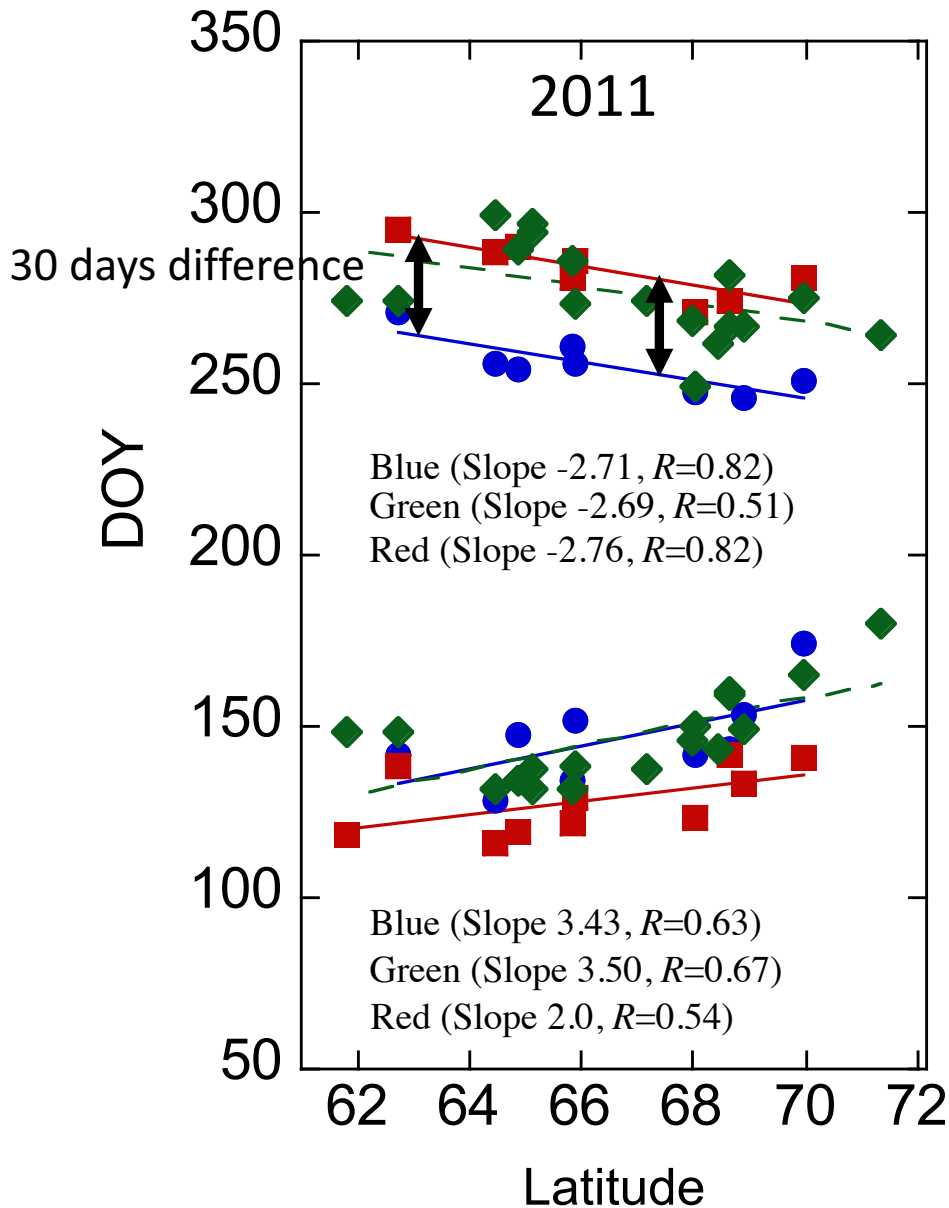 350
2011
300
30 days difference
250
Blue (Slope -2.71, R=0.82)
Green (Slope -2.69, R=0.51)
DOY
Red (Slope -2.76, R=0.82)
200
150
100
Blue (Slope 3.43, R=0.63)
Green (Slope 3.50, R=0.67)
Red (Slope 2.0, R=0.54)
50
62 64 66 68 70 72
Latitude